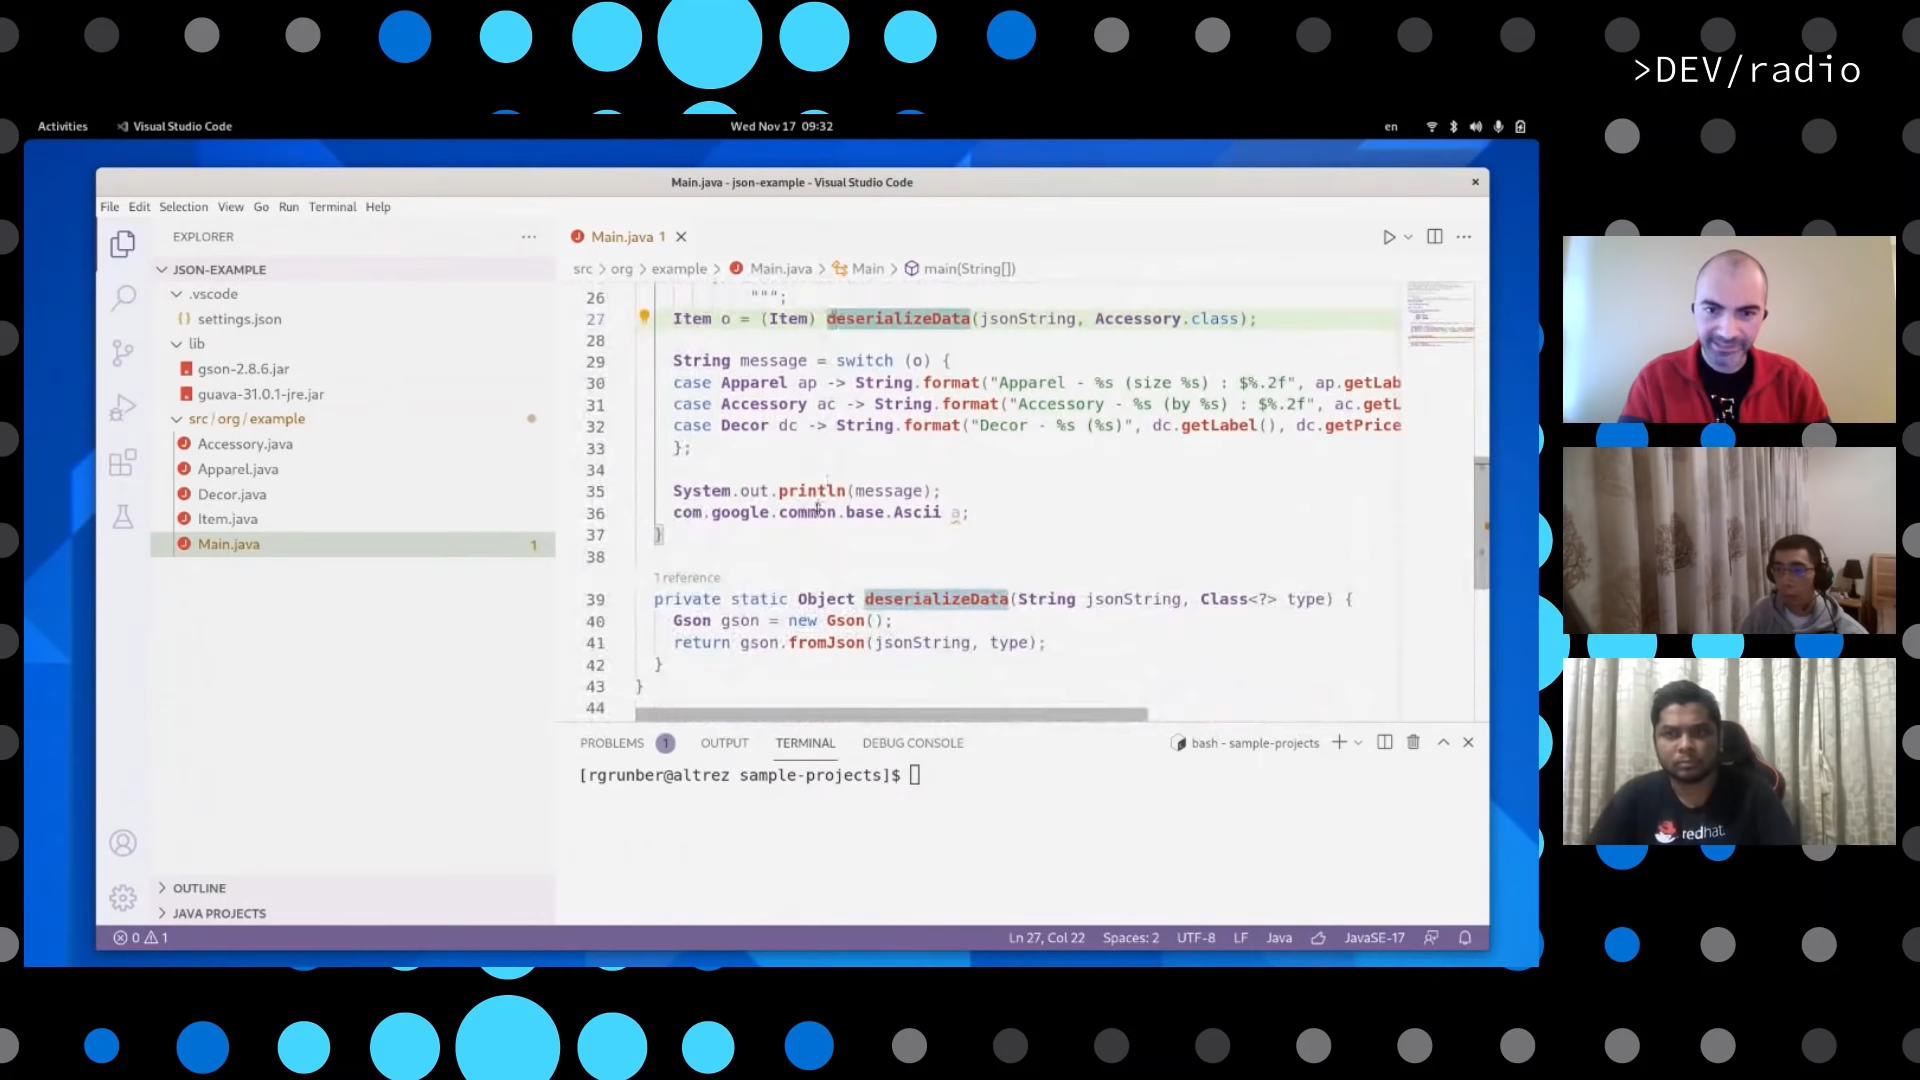 >DEV/radio
Activities Visual Studio Code Wed Nov 17 09:32 en
Main.java - json-example - Visual Studio Code ×
File Edit Selection View Go Run Terminal Help
EXPLORER ···
JSON-EXAMPLE
.vscode
{} settings.json
lib
gson-2.8.6.jar
guava-31.0.1-jre.jar
src/org/example
Accessory.java
Apparel.java
Decor.java
Item.java
Main.java 1
OUTLINE
JAVA PROJECTS
Main.java 1
src > org > example > Main.java > Main > main(String[])
26 """;
27 Item o = (Item) deserializeData(jsonString, Accessory.class);
28
29 String message = switch (o) {
30 case Apparel ap -> String.format("Apparel - %s (size %s) : $%.2f", ap.getLab
31 case Accessory ac -> String.format("Accessory - %s (by %s) : $%.2f", ac.getL
32 case Decor dc -> String.format("Decor - %s (%s)", dc.getLabel(), dc.getPrice
33 };
34
35 System.out.println(message);
36 com.google.common.base.Ascii a;
37 }
38
1 reference
39 private static Object deserializeData(String jsonString, Class<?> type) {
40 Gson gson = new Gson();
41 return gson.fromJson(jsonString, type);
42 }
43 }
44
PROBLEMS 1 OUTPUT TERMINAL DEBUG CONSOLE bash - sample-projects
[rgrunber@altrez sample-projects]$
0 1 Ln 27, Col 22 Spaces: 2 UTF-8 LF Java JavaSE-17
redhat.